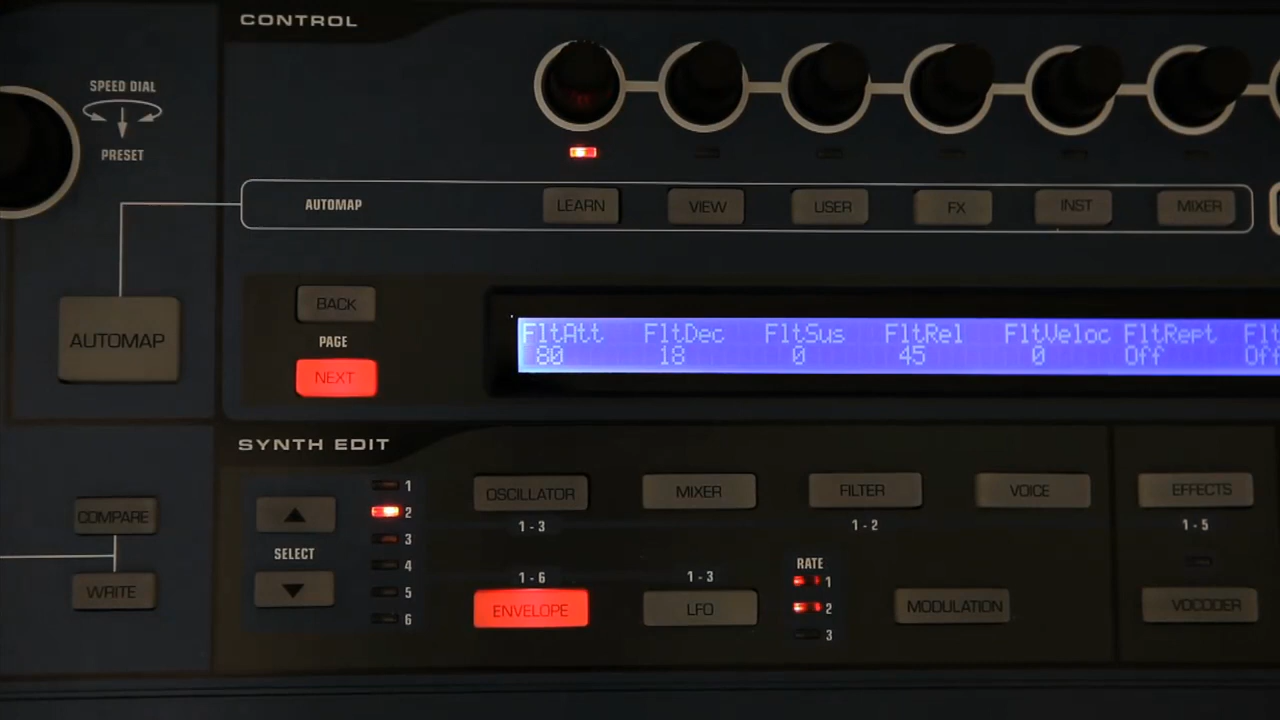 CONTROL
SPEED DIAL
PRESET
AUTOMAP
LEARN
VIEW
USER
FX
INST
MIXER
AUTOMAP
BACK
PAGE
NEXT
FltAtt FltDec FltSus FltRel FltVeloc FltRept
80 18 0 45 0 Off
SYNTH EDIT
COMPARE
WRITE
SELECT
1
2
3
4
5
6
OSCILLATOR
1 - 3
MIXER
FILTER
1 - 2
VOICE
EFFECTS
1 - 5
1 - 6
ENVELOPE
1 - 3
LFO
RATE
1
2
3
MODULATION
VOCODER